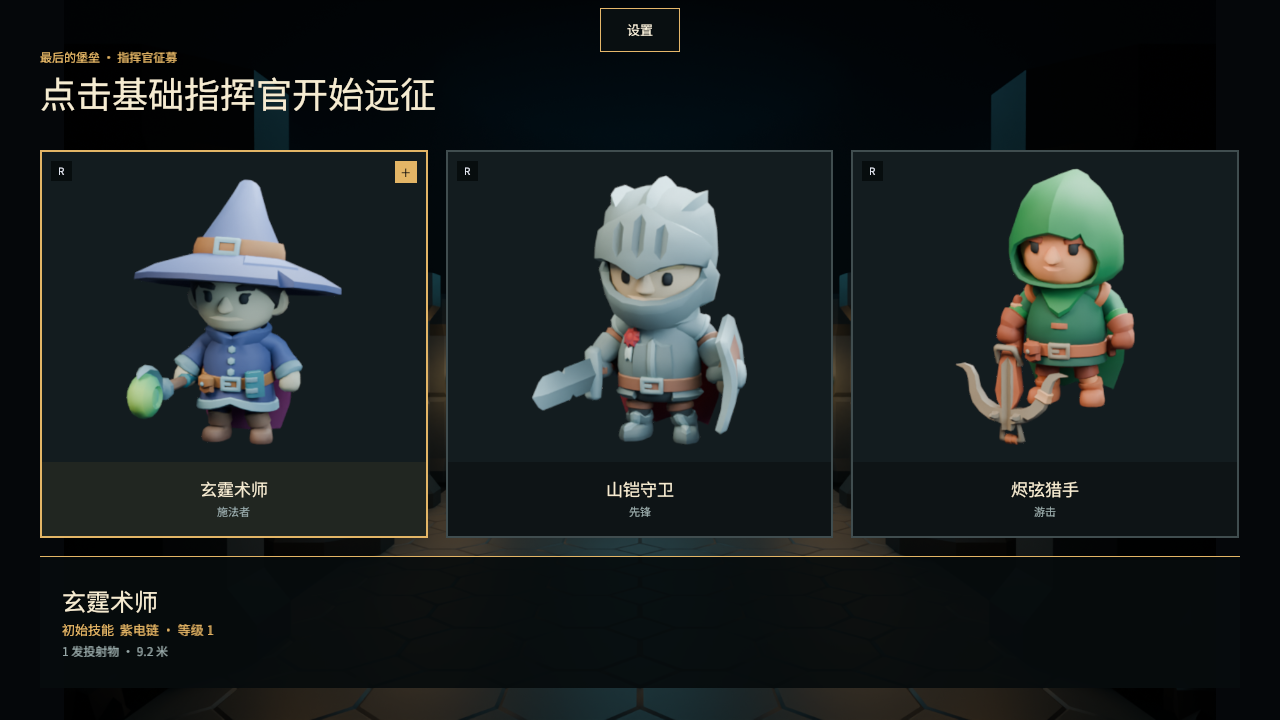 设置
最后的堡垒 · 指挥官征募
点击基础指挥官开始远征
R
+
R
R
玄霆术师
施法者
山铠守卫
先锋
烬弦猎手
游击
玄霆术师
初始技能 紫电链 · 等级 1
1 发投射物 · 9.2 米